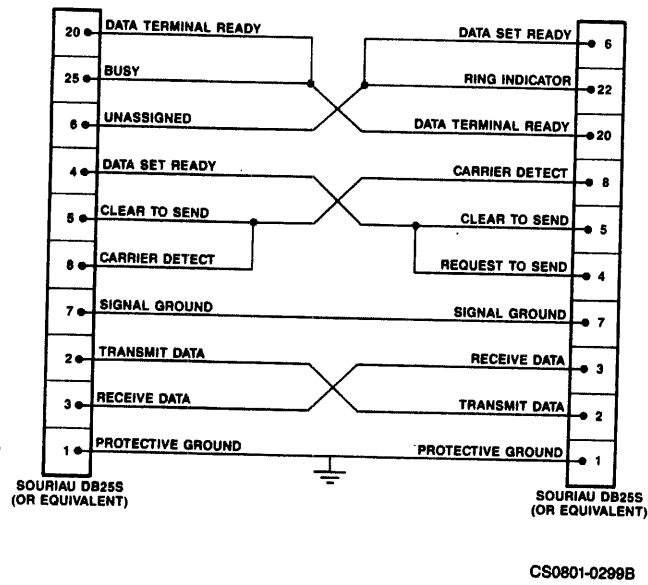 20 DATA TERMINAL READY
25 BUSY
6 UNASSIGNED
4 DATA SET READY
5 CLEAR TO SEND
8 CARRIER DETECT
7 SIGNAL GROUND
2 TRANSMIT DATA
3 RECEIVE DATA
1 PROTECTIVE GROUND
SOURIAU DB25S
(OR EQUIVALENT)
DATA SET READY 6
RING INDICATOR 22
DATA TERMINAL READY 20
CARRIER DETECT 8
CLEAR TO SEND 5
REQUEST TO SEND 4
SIGNAL GROUND 7
RECEIVE DATA 3
TRANSMIT DATA 2
PROTECTIVE GROUND 1
SOURIAU DB25S
(OR EQUIVALENT)
CS0801-0299B